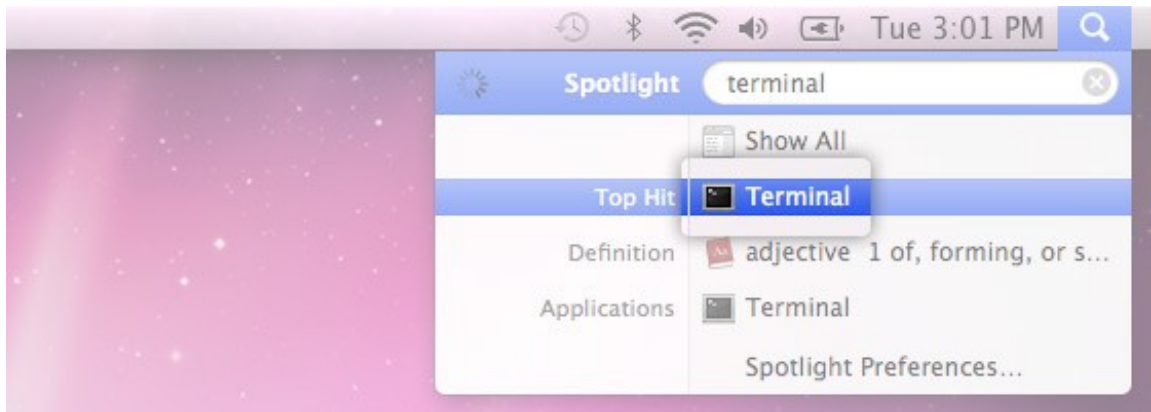 Tue 3:01 PM
Spotlight terminal
Show All
Top Hit Terminal
Definition adjective 1 of, forming, or s...
Applications Terminal
Spotlight Preferences...